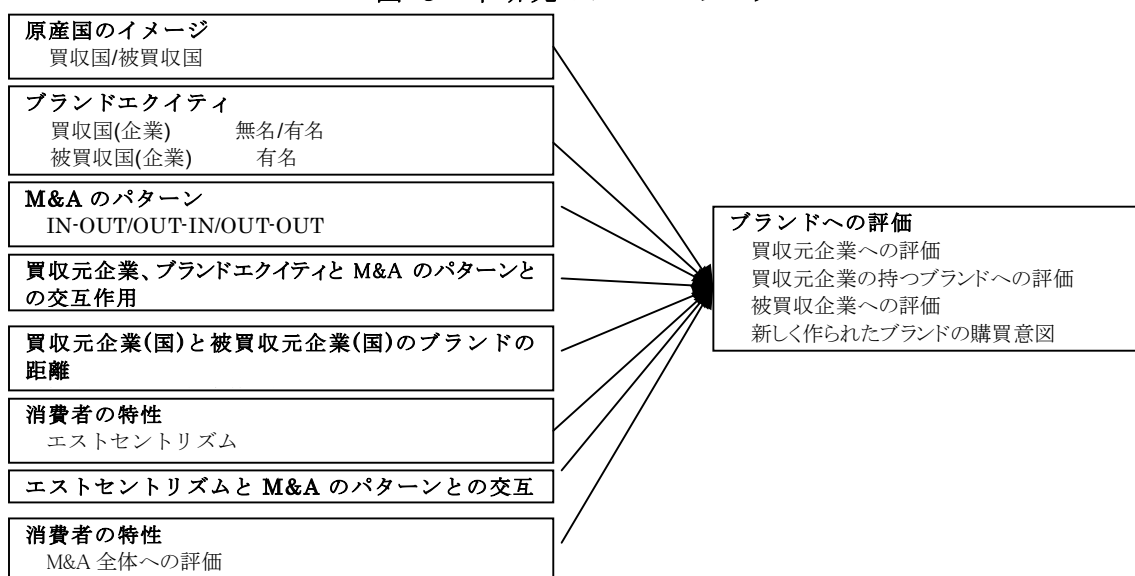 原産国のイメージ
買収国/被買収国
ブランドエクイティ
買収国(企業) 無名/有名
被買収国(企業) 有名
M&A のパターン
IN-OUT/OUT-IN/OUT-OUT
買収元企業、ブランドエクイティと M&A のパターンと
の交互作用
買収元企業(国)と被買収元企業(国)のブランドの
距離
消費者の特性
エストセントリズム
エストセントリズムと M&A のパターンとの交互
消費者の特性
M&A 全体への評価
ブランドへの評価
買収元企業への評価
買収元企業の持つブランドへの評価
被買収企業への評価
新しく作られたブランドの購買意図